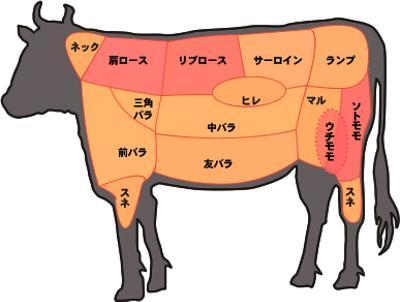 ネック
肩ロース
リブロース
サーロイン
ランプ
三角
バラ
ヒレ
マル
ソトモモ
中バラ
ウチモモ
前バラ
友バラ
スネ
スネ